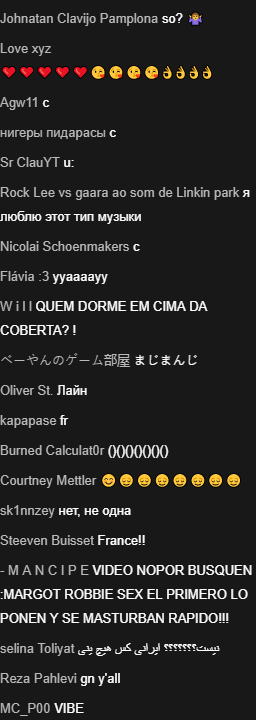 Johnatan Clavijo Pamplona so? 🤷🏽‍♀️
Love xyz
❤❤❤❤❤😘😘😘😘👌👌👌👌
Agw11 c
нигеры пидарасы с
Sr ClauYT u:
Rock Lee vs gaara ao som de Linkin park я
люблю этот тип музыки
Nicolai Schoenmakers c
Flávia :3 yyaaaayy
W i l l QUEM DORME EM CIMA DA
COBERTA? !
べーやんのゲーム部屋 まじまんじ
Oliver St. Лайн
kapapase fr
Burned Calculat0r ()()()()()()()
Courtney Mettler 😊😌😌😌😌😌😌😌
sk1nnzey нет, не одна
Steeven Buisset France!!
- M A N C I P E VIDEO NOPOR BUSQUEN
:MARGOT ROBBIE SEX EL PRIMERO LO
PONEN Y SE MASTURBAN RAPIDO!!!
selina Toliyat نیست؟؟؟؟؟؟؟ ایرانی کس هیچ ینی
Reza Pahlevi gn y'all
MC_P00 VIBE